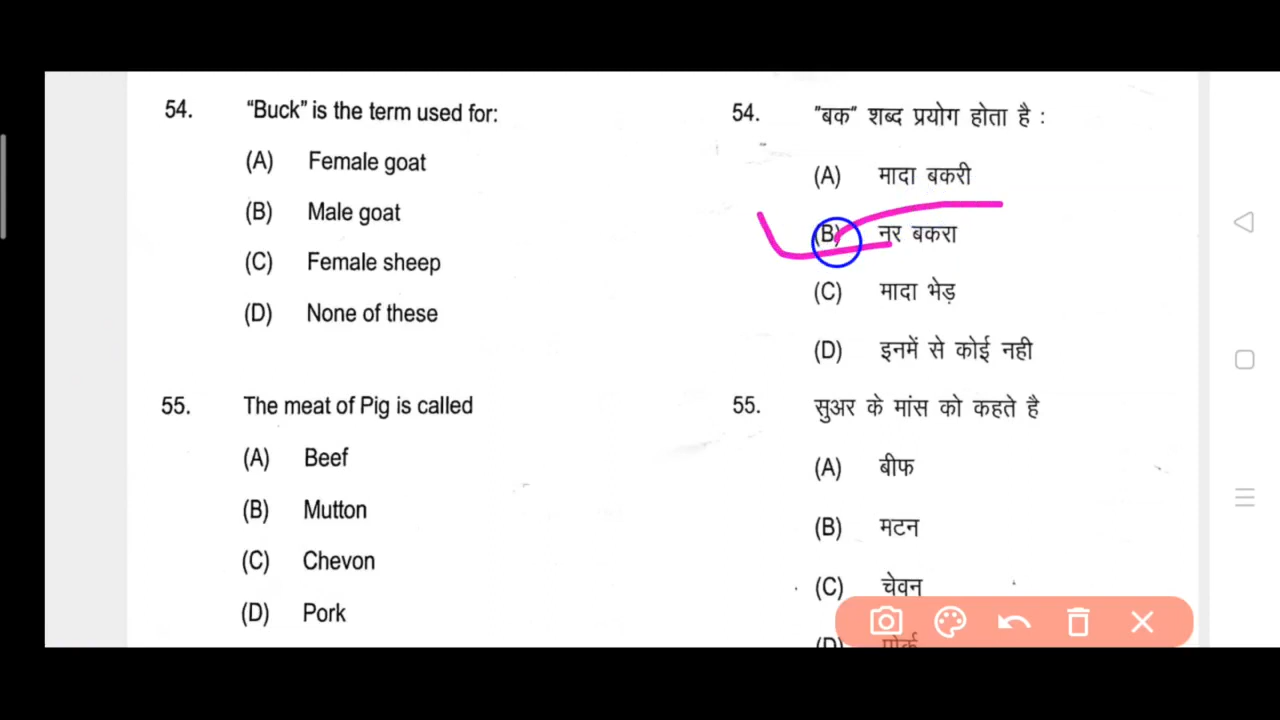 54. "Buck" is the term used for:
(A) Female goat
(B) Male goat
(C) Female sheep
(D) None of these
55. The meat of Pig is called
(A) Beef
(B) Mutton
(C) Chevon
(D) Pork
54. "बक" शब्द प्रयोग होता है :
(A) मादा बकरी
(B) नर बकरा
(C) मादा भेड़
(D) इनमें से कोई नही
55. सुअर के मांस को कहते है
(A) बीफ
(B) मटन
(C) चेवन
(D) पोर्क